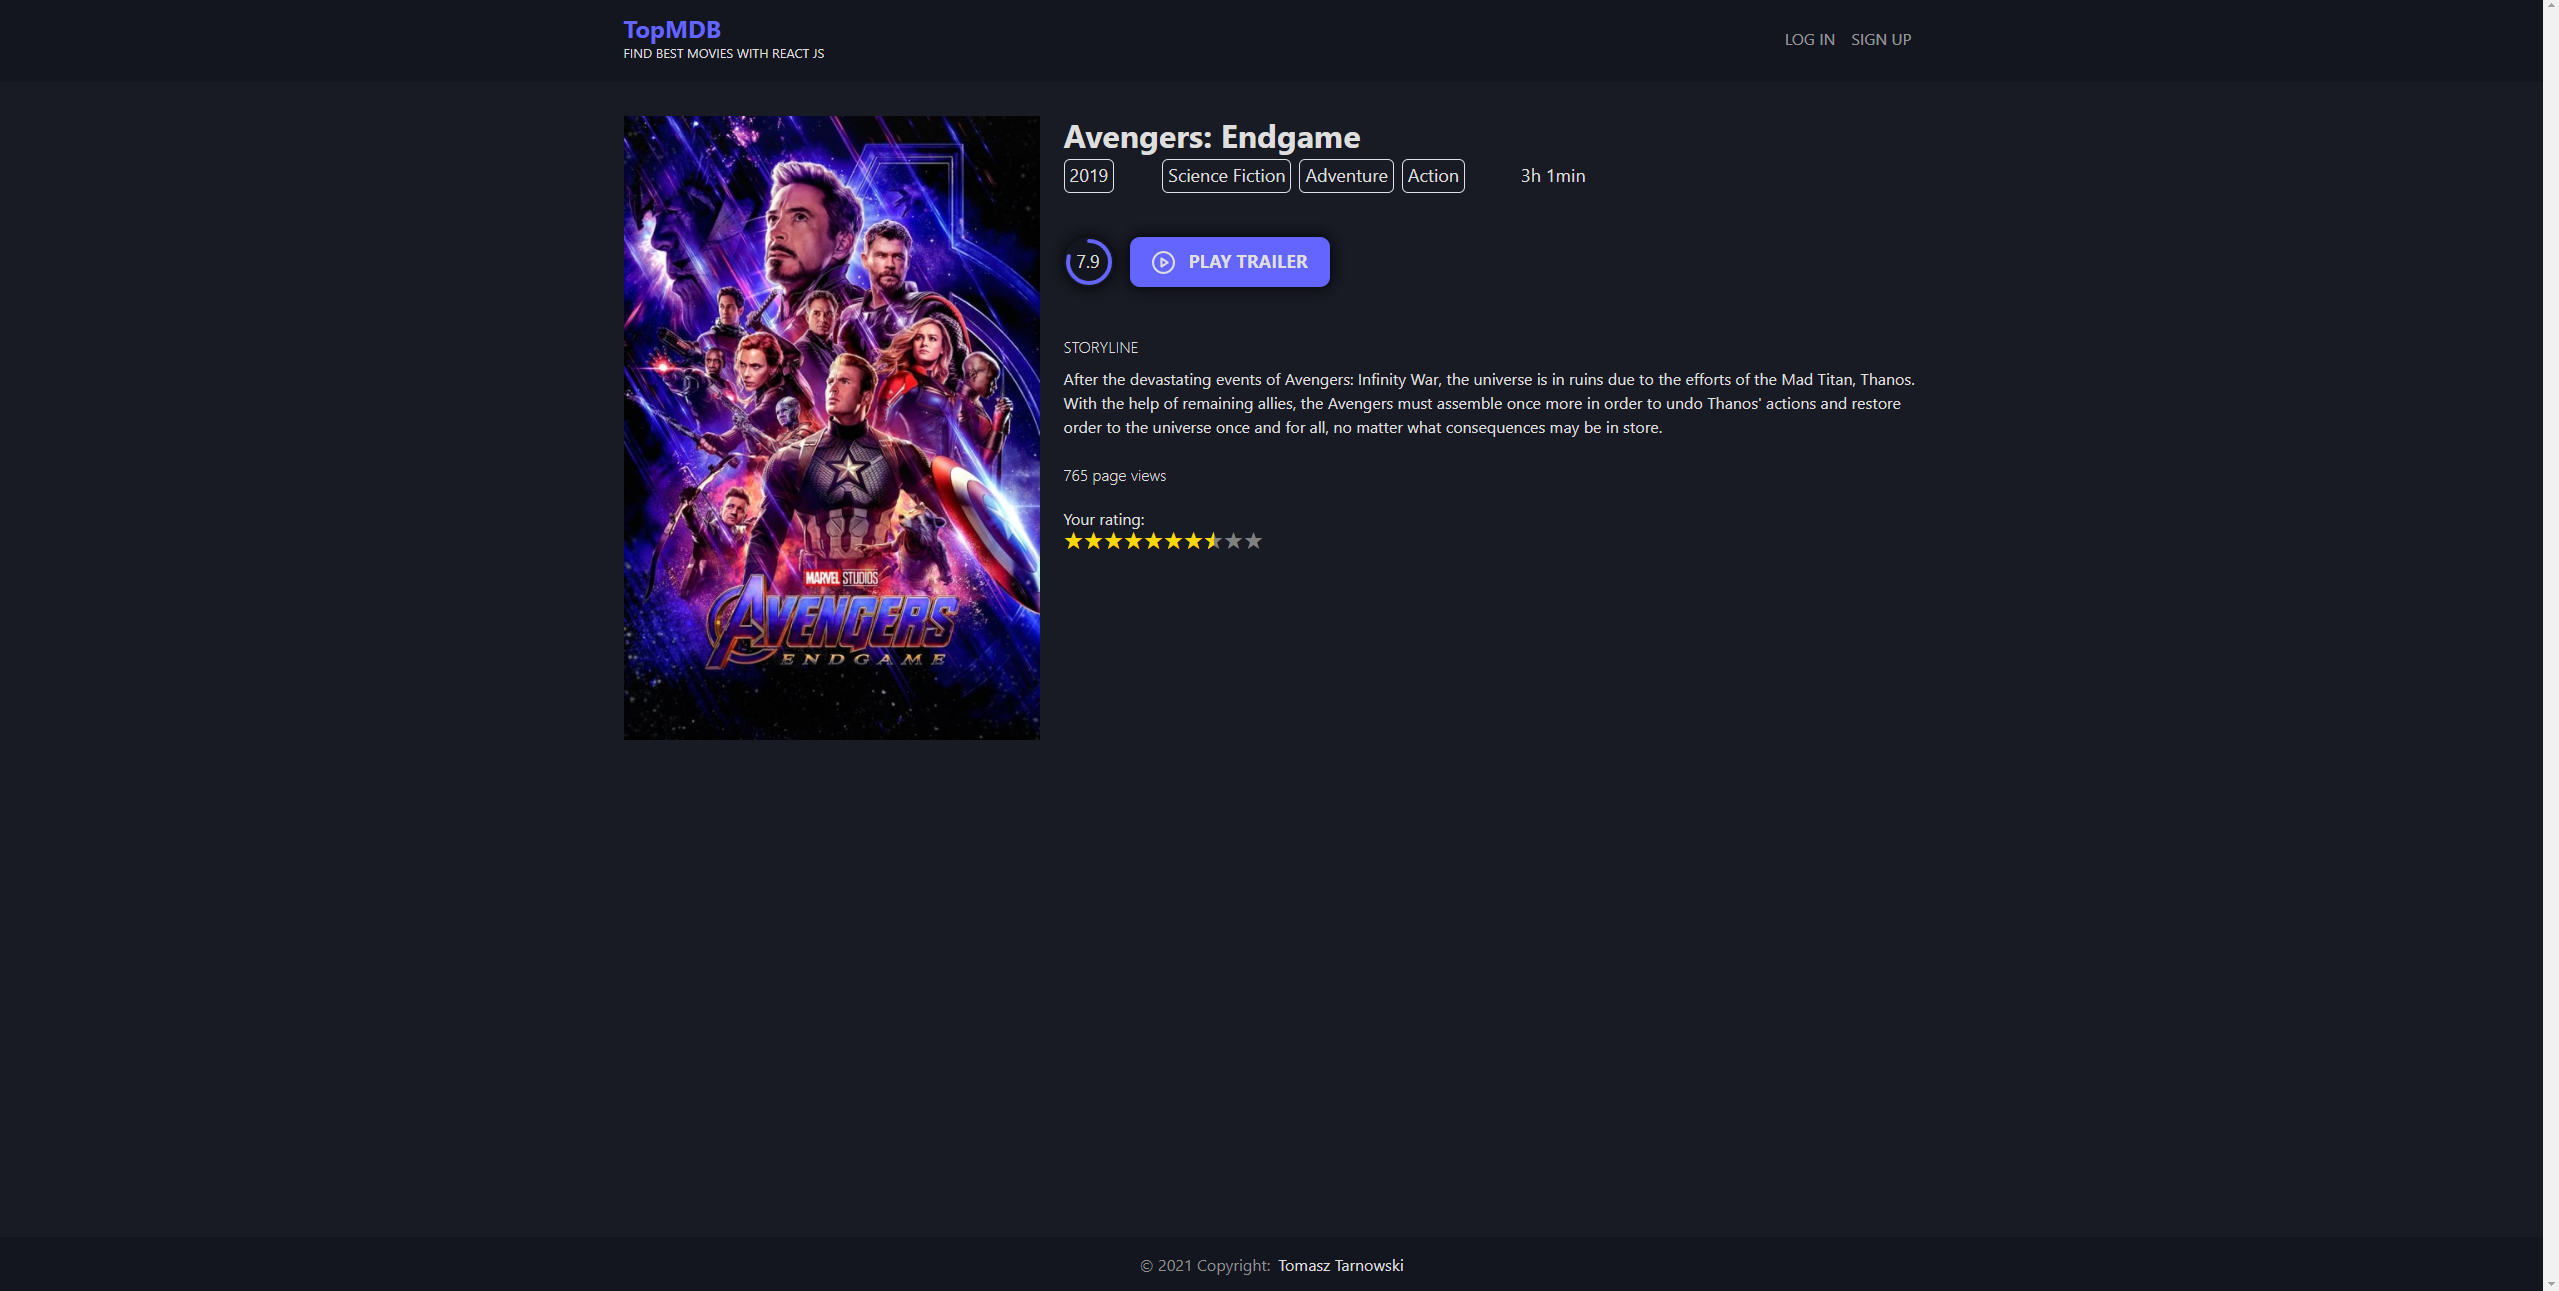 TopMDB
FIND BEST MOVIES WITH REACT JS
LOG IN SIGN UP
Avengers: Endgame
2019 Science Fiction Adventure Action 3h 1min
7.9 PLAY TRAILER
STORYLINE
After the devastating events of Avengers: Infinity War, the universe is in ruins due to the efforts of the Mad Titan, Thanos.
With the help of remaining allies, the Avengers must assemble once more in order to undo Thanos' actions and restore
order to the universe once and for all, no matter what consequences may be in store.
765 page views
Your rating:
MARVEL STUDIOS
AVENGERS
ENDGAME
© 2021 Copyright: Tomasz Tarnowski